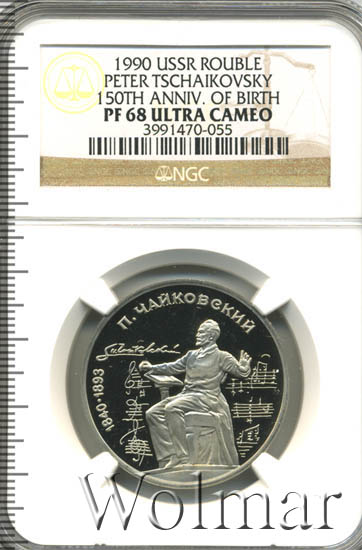 1990 USSR ROUBLE
PETER TSCHAIKOVSKY
150TH ANNIV. OF BIRTH
PF 68 ULTRA CAMEO
3991470-055
NGC
П. ЧАЙКОВСКИЙ
1840·1893
Wolmar